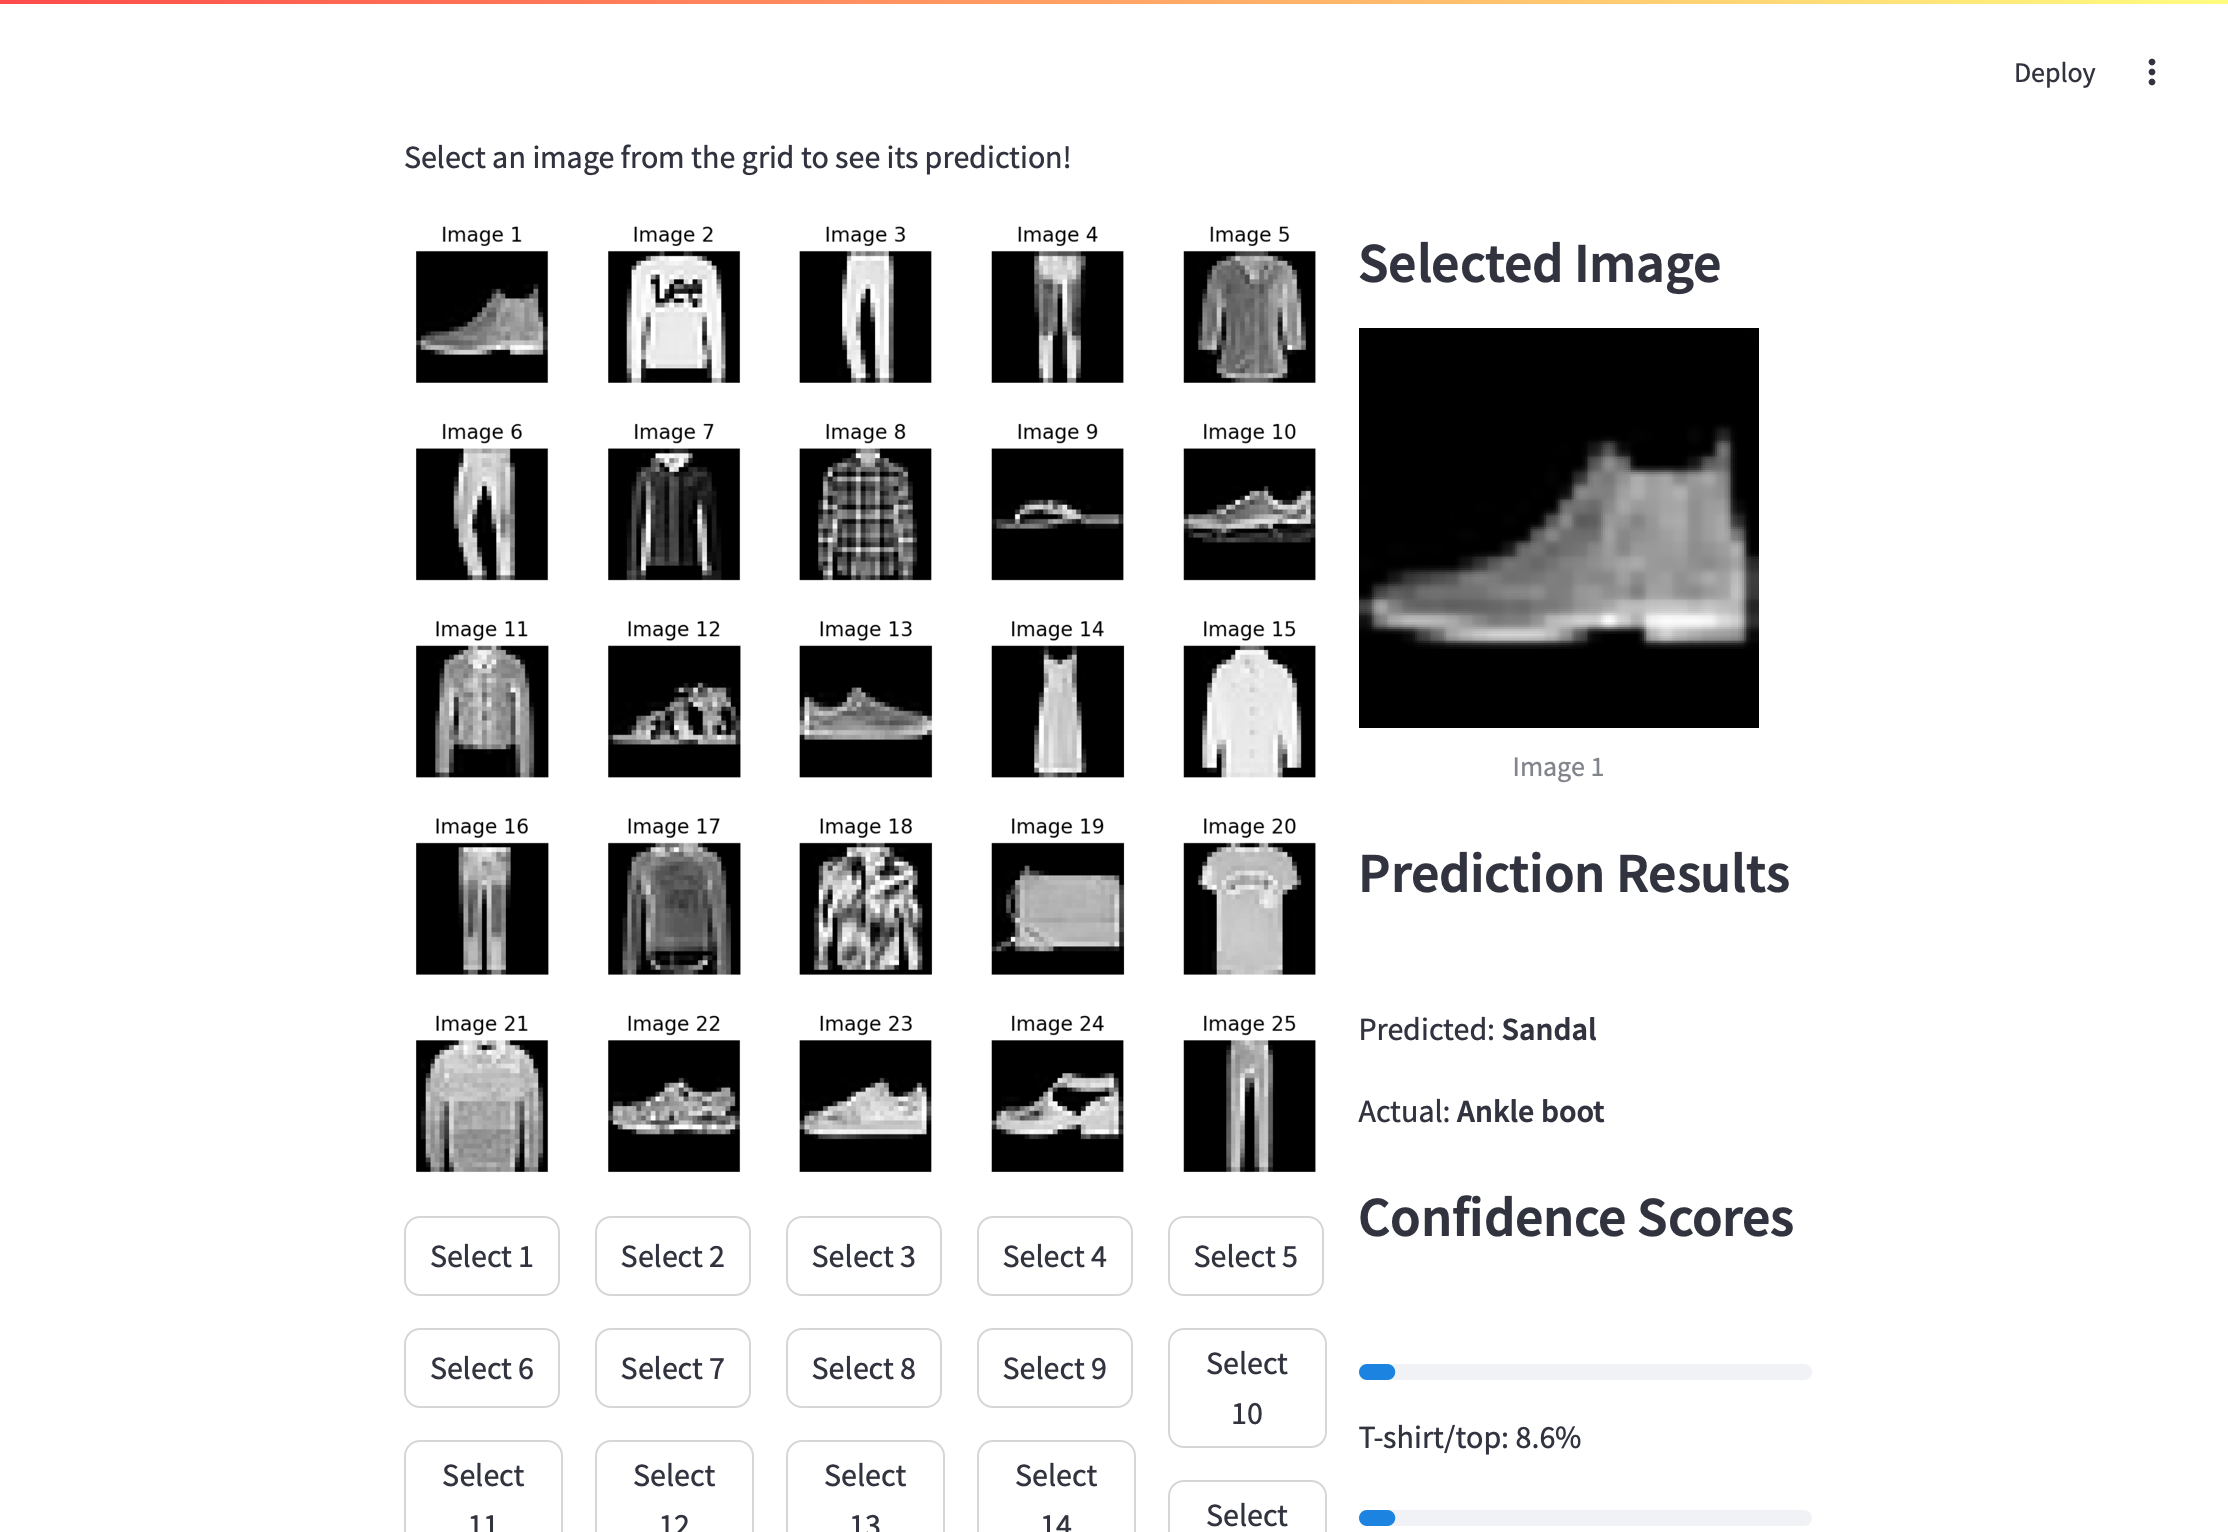 Deploy
Select an image from the grid to see its prediction!
Image 1
Image 2
Image 3
Image 4
Image 5
Lee
Image 6
Image 7
Image 8
Image 9
Image 10
Image 11
Image 12
Image 13
Image 14
Image 15
Image 16
Image 17
Image 18
Image 19
Image 20
Image 21
Image 22
Image 23
Image 24
Image 25
Select 1
Select 2
Select 3
Select 4
Select 5
Select 6
Select 7
Select 8
Select 9
Select
10
Select
11
Select
12
Select
13
Select
14
Select
Selected Image
Image 1
Prediction Results
Predicted: Sandal
Actual: Ankle boot
Confidence Scores
T-shirt/top: 8.6%